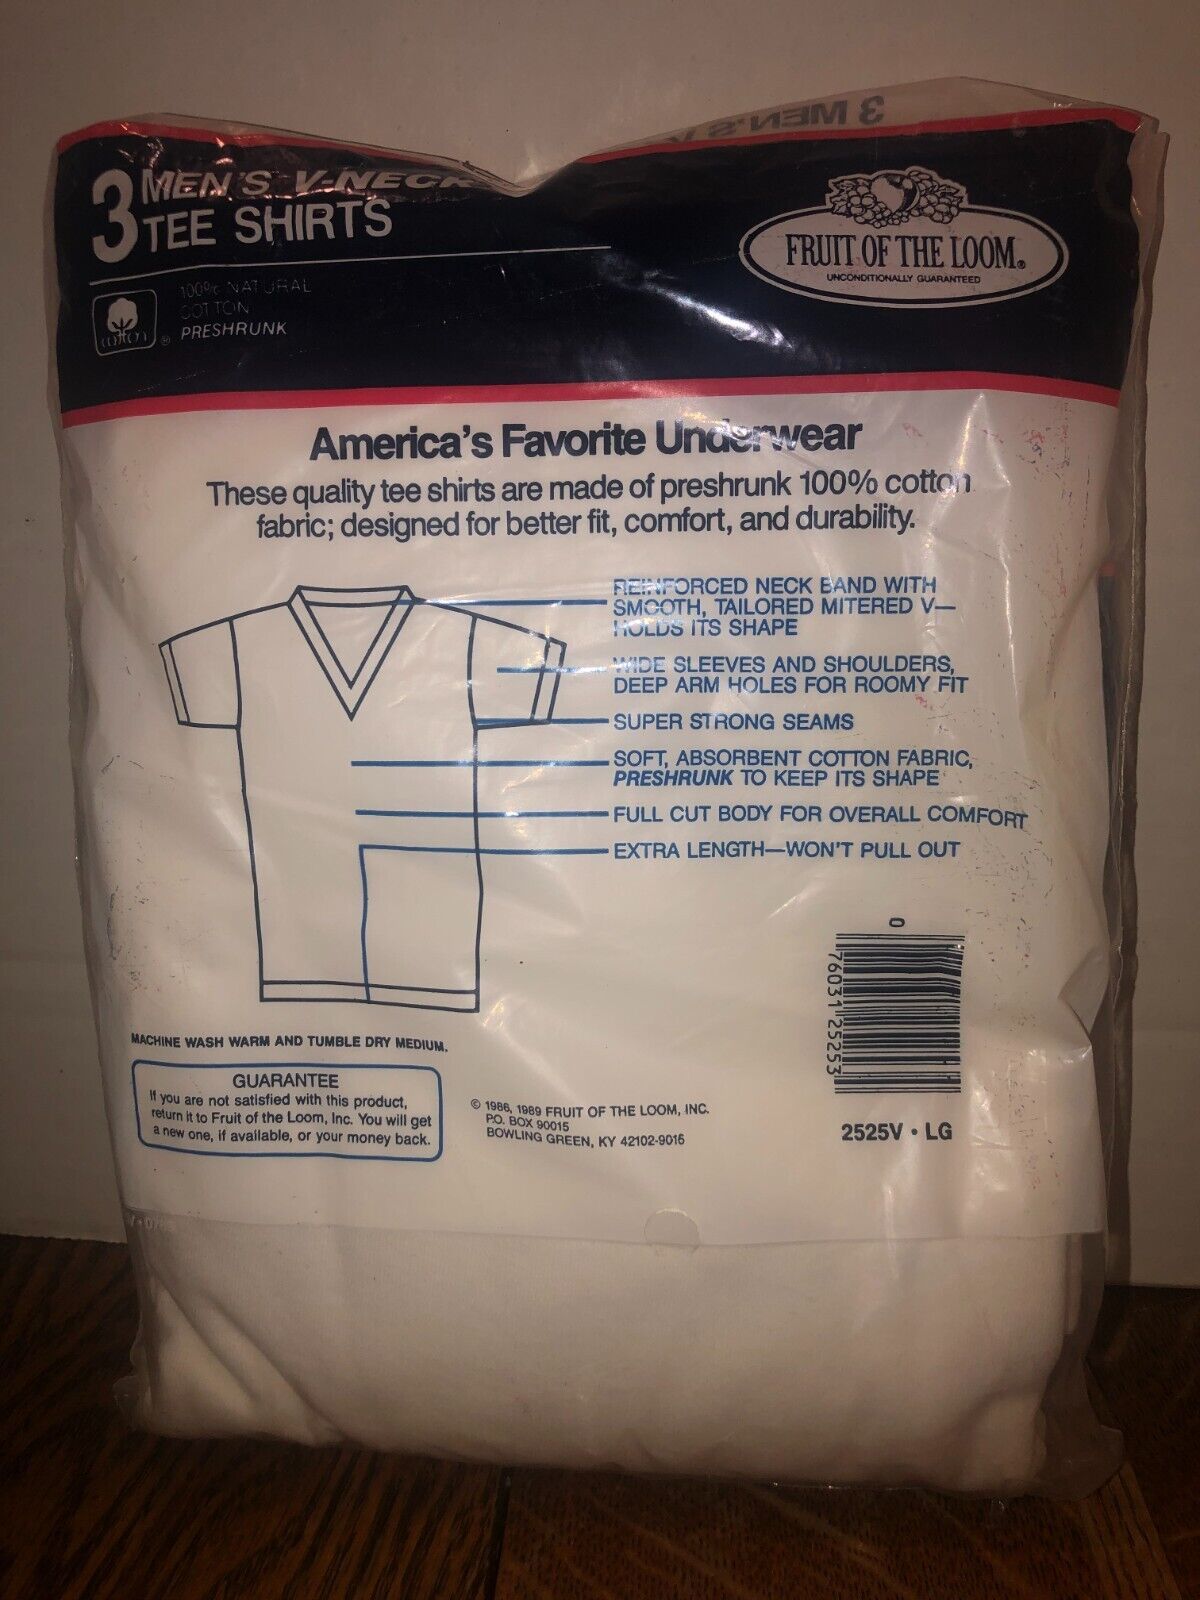 3 MEN'S V
3 MEN'S V-NECK
TEE SHIRTS
100% NATURAL
COTTON
PRESHRUNK
cotton ®
FRUIT OF THE LOOM®
UNCONDITIONALLY GUARANTEED
America's Favorite Underwear
These quality tee shirts are made of preshrunk 100% cotton
fabric; designed for better fit, comfort, and durability.
REINFORCED NECK BAND WITH
SMOOTH, TAILORED MITERED V—
HOLDS ITS SHAPE
WIDE SLEEVES AND SHOULDERS,
DEEP ARM HOLES FOR ROOMY FIT
SUPER STRONG SEAMS
SOFT, ABSORBENT COTTON FABRIC,
PRESHRUNK TO KEEP ITS SHAPE
FULL CUT BODY FOR OVERALL COMFORT
EXTRA LENGTH—WON'T PULL OUT
MACHINE WASH WARM AND TUMBLE DRY MEDIUM.
GUARANTEE
If you are not satisfied with this product,
return it to Fruit of the Loom, Inc. You will get
a new one, if available, or your money back.
© 1986, 1989 FRUIT OF THE LOOM, INC.
P.O. BOX 90015
BOWLING GREEN, KY 42102-9015
0 76031 25253
2525V • LG